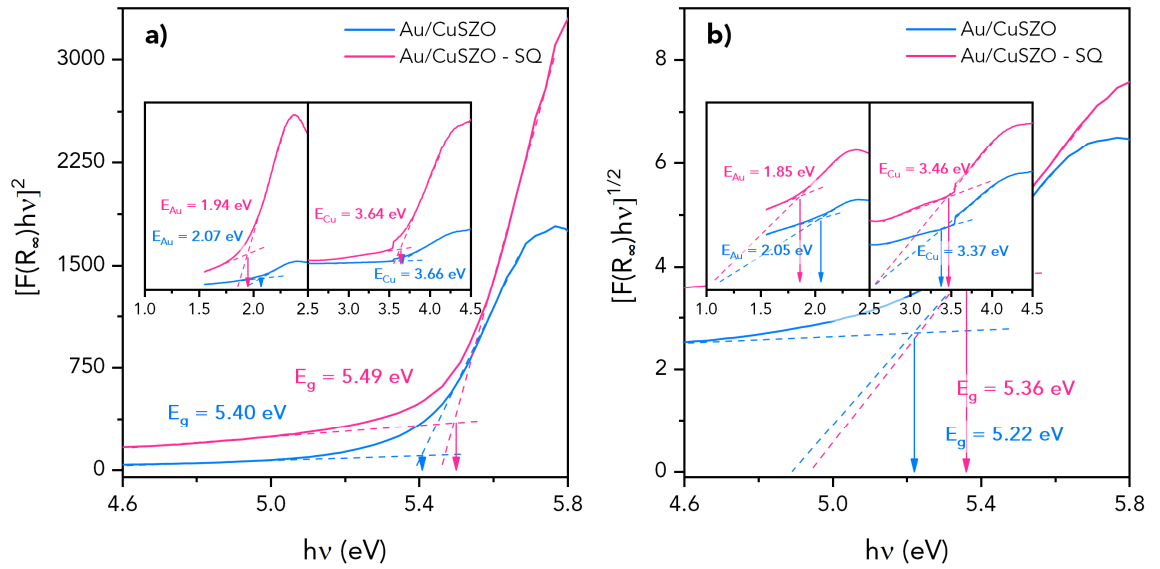 a)
Au/CuSZO
Au/CuSZO - SQ
[F(R∞)hν]²
3000
2250
1500
750
0
E_Au = 1.94 eV
E_Au = 2.07 eV
E_Cu = 3.64 eV
E_Cu = 3.66 eV
1.0 1.5 2.0 2.5 3.0 3.5 4.0 4.5
E_g = 5.49 eV
E_g = 5.40 eV
4.6 5.0 5.4 5.8
hν (eV)
b)
Au/CuSZO
Au/CuSZO - SQ
[F(R∞)hν]^1/2
8
6
4
2
0
E_Au = 1.85 eV
E_Au = 2.05 eV
E_Cu = 3.46 eV
E_Cu = 3.37 eV
1.0 1.5 2.0 2.5 3.0 3.5 4.0 4.5
E_g = 5.36 eV
E_g = 5.22 eV
4.6 5.0 5.4 5.8
hν (eV)